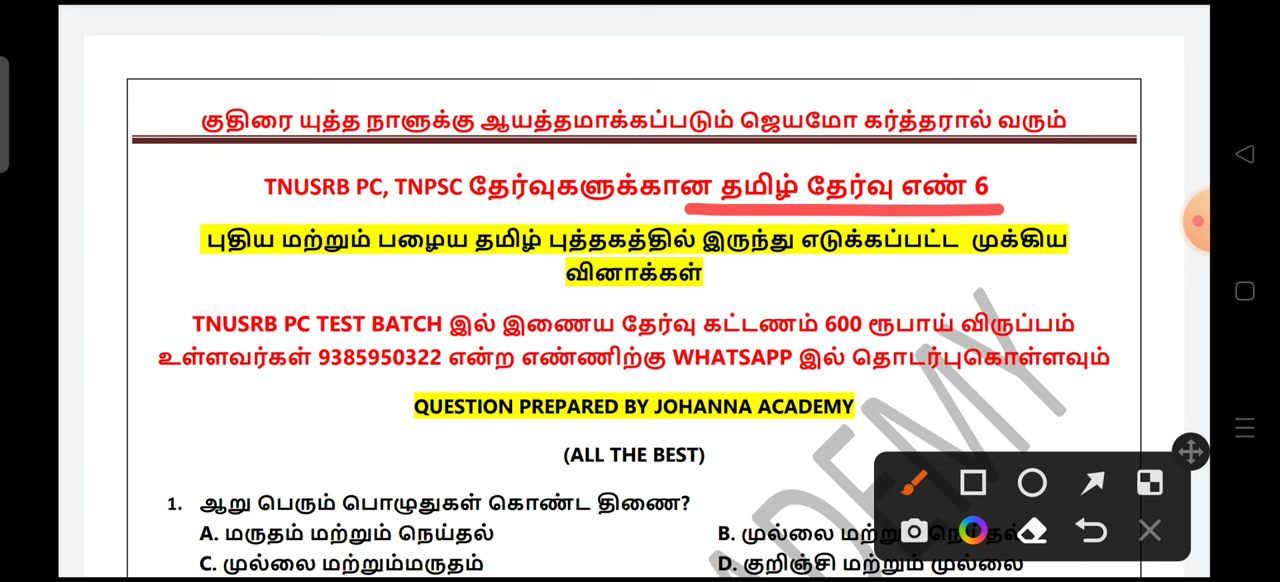 குதிரை யுத்த நாளுக்கு ஆயத்தமாக்கப்படும் ஜெயமோ கர்த்தரால் வரும்
TNUSRB PC, TNPSC தேர்வுகளுக்கான தமிழ் தேர்வு எண் 6
புதிய மற்றும் பழைய தமிழ் புத்தகத்தில் இருந்து எடுக்கப்பட்ட முக்கிய
வினாக்கள்
TNUSRB PC TEST BATCH இல் இணைய தேர்வு கட்டணம் 600 ரூபாய் விருப்பம்
உள்ளவர்கள் 9385950322 என்ற எண்ணிற்கு WHATSAPP இல் தொடர்புகொள்ளவும்
QUESTION PREPARED BY JOHANNA ACADEMY
(ALL THE BEST)
1. ஆறு பெரும் பொழுதுகள் கொண்ட திணை?
A. மருதம் மற்றும் நெய்தல்
B. முல்லை மற்றும் நெய்தல்
C. முல்லை மற்றும்மருதம்
D. குறிஞ்சி மற்றும் முல்லை
ADEMY